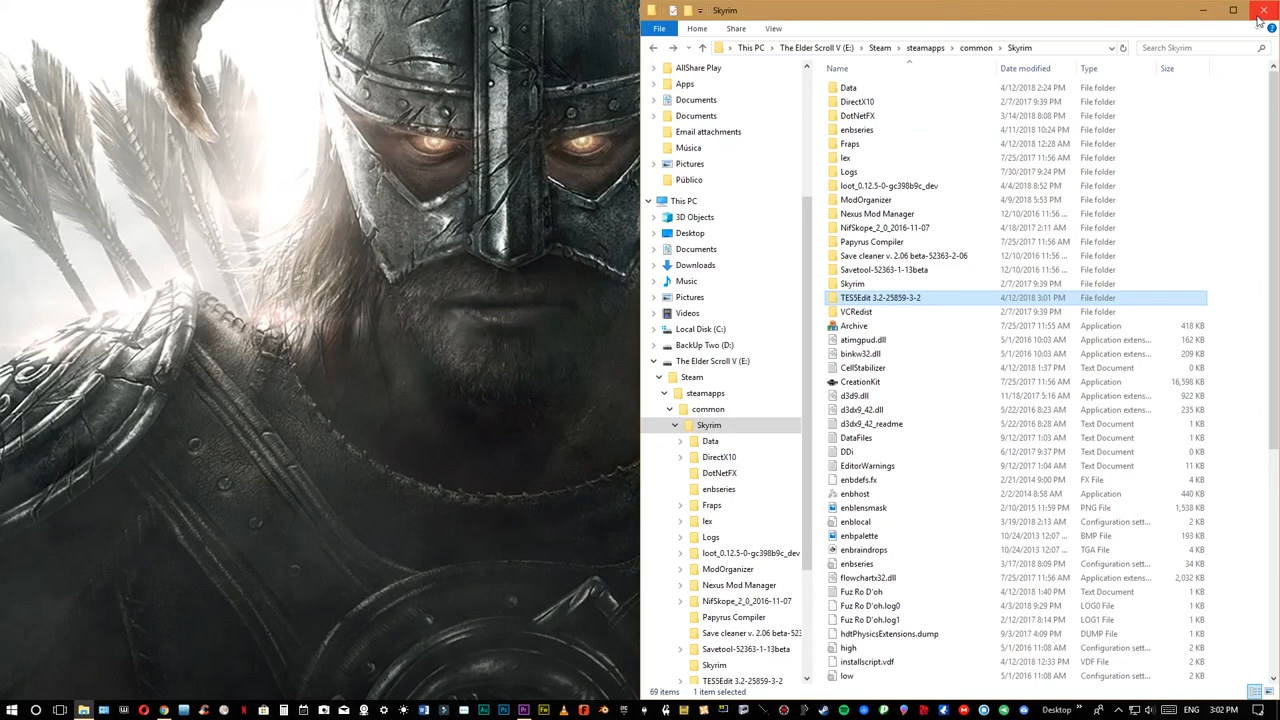 Skyrim
File Home Share View
This PC The Elder Scroll V (E:) Steam steamapps common Skyrim Search Skyrim
Name Date modified Type Size
AllShare Play
Apps
Documents
Documents
Email attachments
Música
Pictures
Público
This PC
3D Objects
Desktop
Documents
Downloads
Music
Pictures
Videos
Local Disk (C:)
BackUp Two (D:)
The Elder Scroll V (E:)
Steam
steamapps
common
Skyrim
Data
DirectX10
DotNetFX
enbseries
Fraps
lex
Logs
loot_0.12.5-0-gc398b9c_dev
ModOrganizer
Nexus Mod Manager
NifSkope_2_0_2016-11-07
Papyrus Compiler
Save cleaner v. 2.06 beta-523
Savetool-52363-1-13beta
Skyrim
TES5Edit 3.2-25859-3-2
Data 4/12/2018 2:24 PM File folder
DirectX10 2/7/2017 9:39 PM File folder
DotNetFX 3/14/2018 8:08 PM File folder
enbseries 4/11/2018 10:24 PM File folder
Fraps 4/12/2018 12:28 AM File folder
lex 7/25/2017 11:56 AM File folder
Logs 7/30/2017 9:24 PM File folder
loot_0.12.5-0-gc398b9c_dev 4/4/2018 8:52 PM File folder
ModOrganizer 4/9/2018 5:53 PM File folder
Nexus Mod Manager 12/10/2016 11:56 ... File folder
NifSkope_2_0_2016-11-07 4/18/2017 2:11 AM File folder
Papyrus Compiler 7/25/2017 11:56 AM File folder
Save cleaner v. 2.06 beta-52363-2-06 12/10/2016 11:56 ... File folder
Savetool-52363-1-13beta 12/10/2016 11:56 ... File folder
Skyrim 2/7/2017 9:39 PM File folder
TES5Edit 3.2-25859-3-2 4/12/2018 3:01 PM File folder
VCRedist 2/7/2017 9:39 PM File folder
Archive 7/25/2017 11:55 AM Application 418 KB
atimgpud.dll 5/1/2016 10:03 AM Application extens... 162 KB
binkw32.dll 5/1/2016 10:03 AM Application extens... 209 KB
CellStabilizer 4/12/2018 1:37 PM Text Document 0 KB
CreationKit 7/25/2017 11:56 AM Application 16,598 KB
d3d9.dll 11/18/2017 5:16 AM Application extens... 922 KB
d3dx9_42.dll 5/22/2016 8:23 AM Application extens... 235 KB
d3dx9_42_readme 5/22/2016 8:28 AM Text Document 1 KB
DataFiles 9/12/2017 1:03 AM Text Document 1 KB
DDi 6/12/2017 9:37 PM Text Document 0 KB
EditorWarnings 9/12/2017 1:04 AM Text Document 11 KB
enbdefs.fx 2/21/2014 9:00 PM FX File 4 KB
enbhost 2/2/2014 8:58 AM Application 440 KB
enblensmask 2/10/2015 11:59 PM PNG File 1,538 KB
enblocal 3/19/2018 2:13 AM Configuration sett... 2 KB
enbpalette 10/24/2013 12:07 ... BMP File 193 KB
enbraindrops 10/24/2013 12:07 ... TGA File 4 KB
enbseries 3/17/2018 8:09 PM Configuration sett... 34 KB
flowchartx32.dll 7/25/2017 11:56 AM Application extens... 2,032 KB
Fuz Ro D'oh 4/12/2018 1:40 PM Text Document 1 KB
Fuz Ro D'oh.log0 4/3/2018 9:29 PM LOG0 File 1 KB
Fuz Ro D'oh.log1 2/12/2017 8:14 PM LOG1 File 1 KB
hdtPhysicsExtensions.dump 9/3/2017 4:09 PM DUMP File 1 KB
high 5/1/2016 11:08 AM Configuration sett... 2 KB
installscript.vdf 4/12/2018 12:33 PM VDF File 2 KB
low 5/1/2016 11:08 AM Configuration sett... 2 KB
69 items 1 item selected
Desktop 3:01 PM